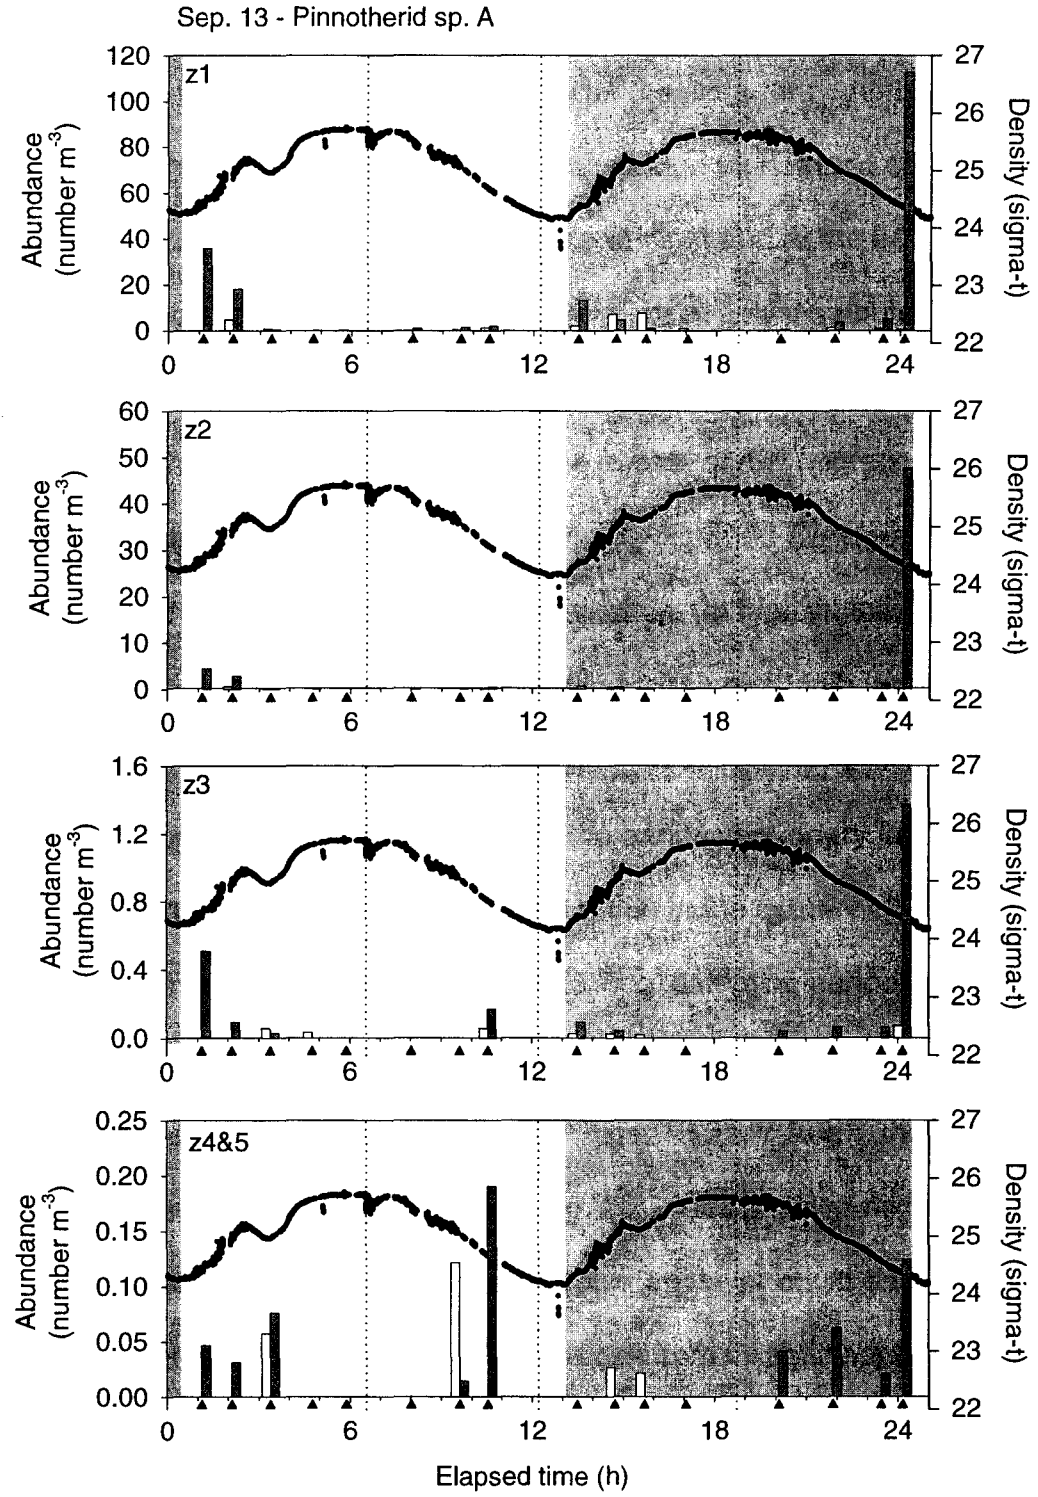 Sep. 13 - Pinnotherid sp. A
z1
120
100
80
60
40
20
0
Abundance
(number m-3)
27
26
25
24
23
22
Density (sigma-t)
0 6 12 18 24
z2
60
50
40
30
20
10
0
Abundance
(number m-3)
27
26
25
24
23
22
Density (sigma-t)
0 6 12 18 24
z3
1.6
1.2
0.8
0.4
0.0
Abundance
(number m-3)
27
26
25
24
23
22
Density (sigma-t)
0 6 12 18 24
z4&5
0.25
0.20
0.15
0.10
0.05
0.00
Abundance
(number m-3)
27
26
25
24
23
22
Density (sigma-t)
0 6 12 18 24
Elapsed time (h)